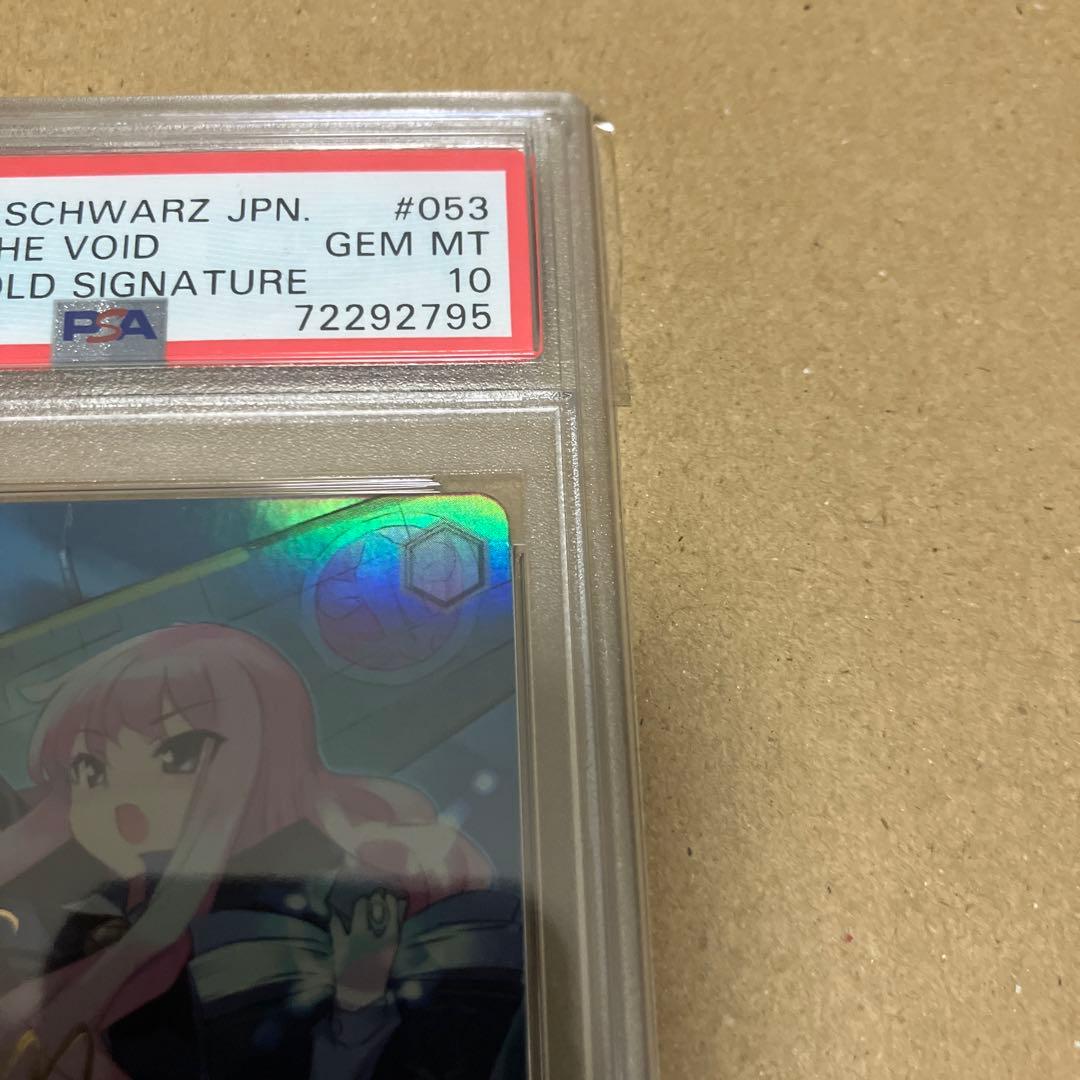 SCHWARZ JPN. #053
HE VOID GEM MT
OLD SIGNATURE 10
PSA 72292795